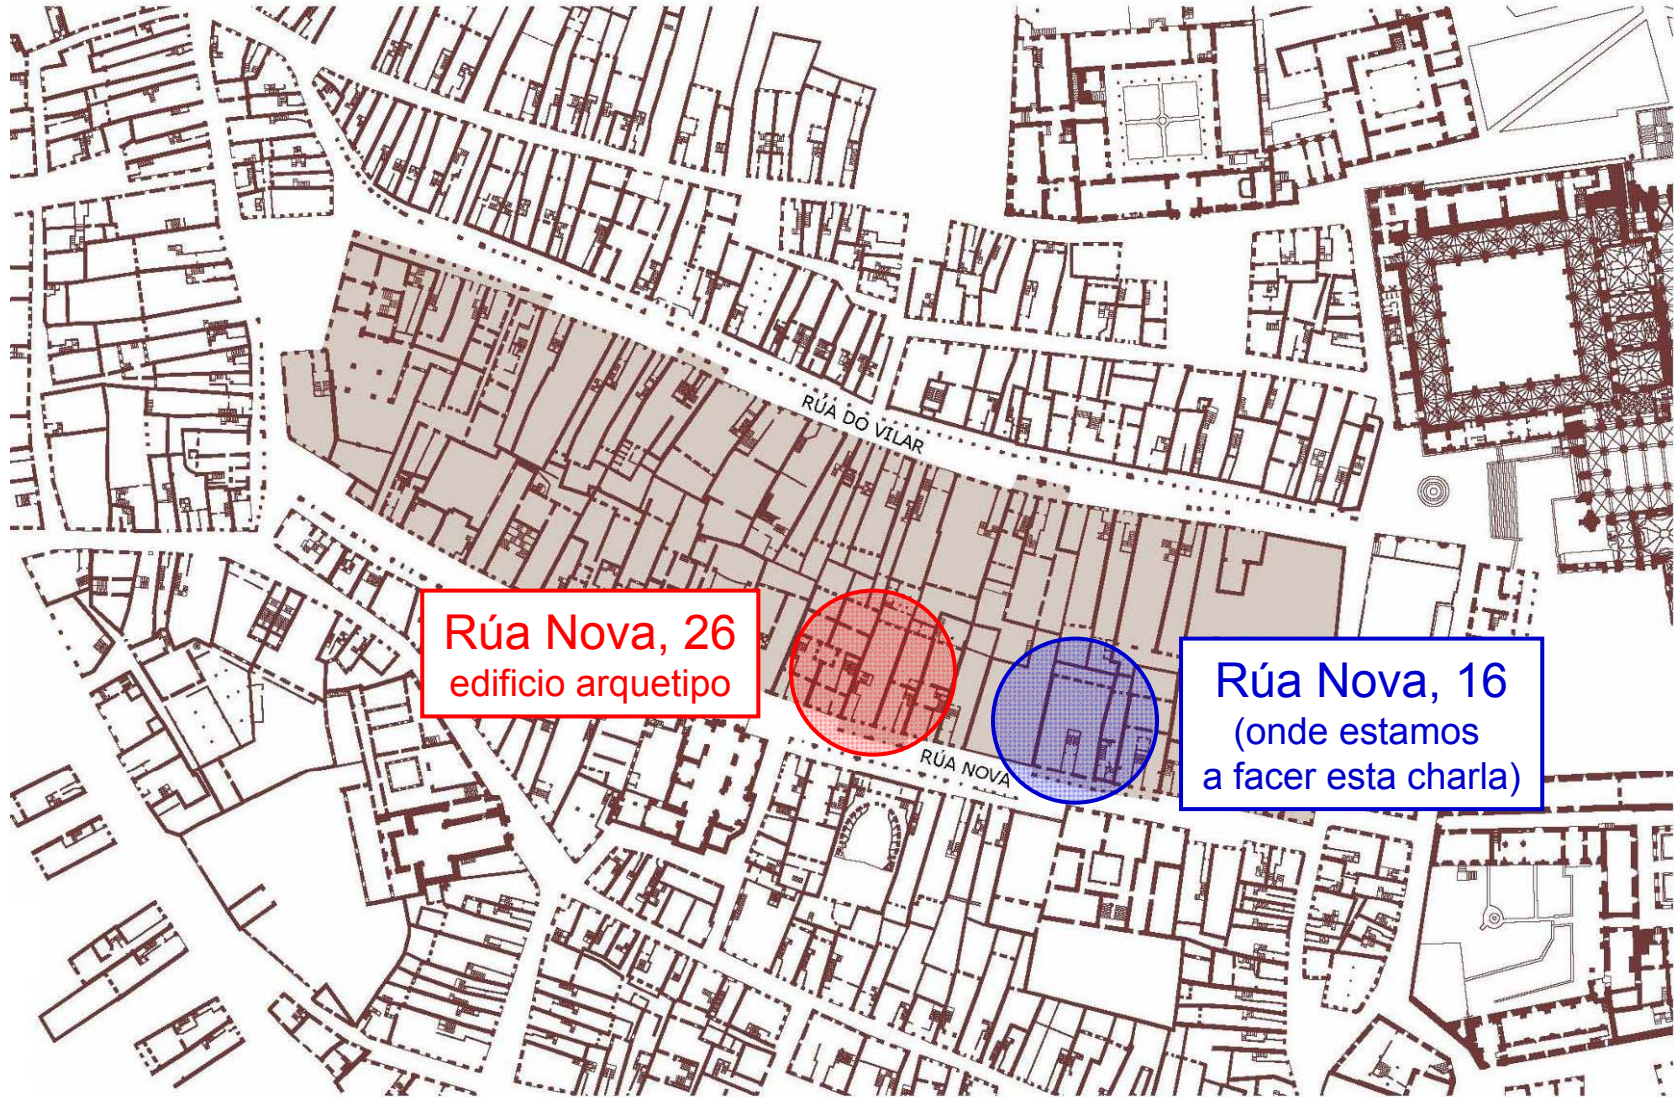 RÚA DO VILAR
Rúa Nova, 26
edificio arquetipo
RÚA NOVA
Rúa Nova, 16
(onde estamos
a facer esta charla)